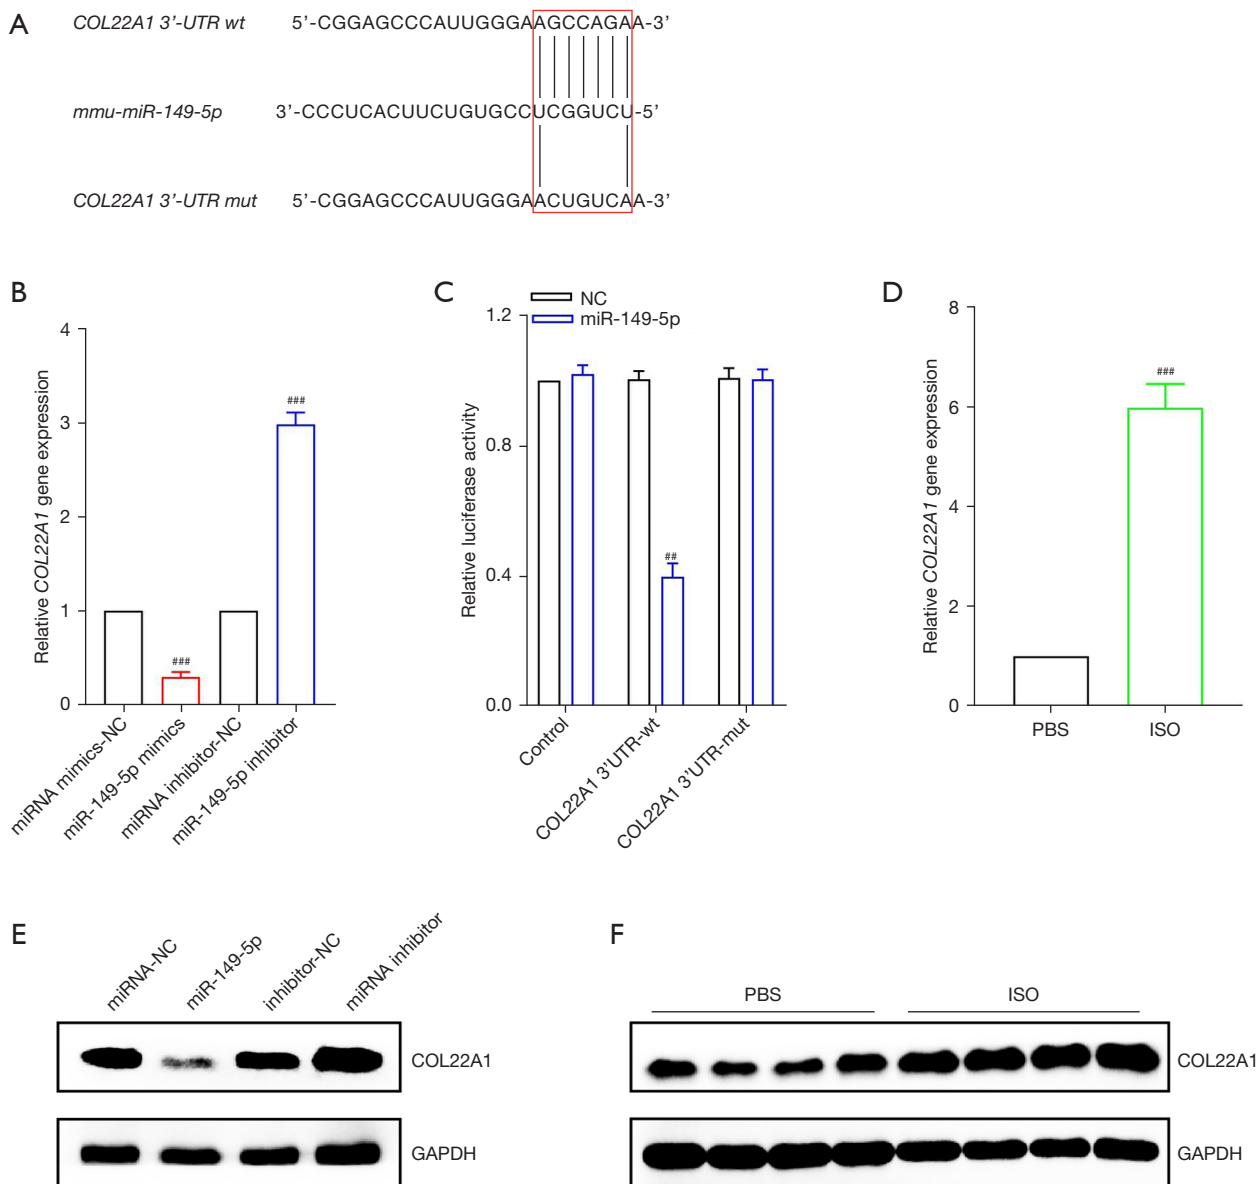 A
COL22A1 3’-UTR wt 5’-CGGAGCCCAUUGGGAAGCCAGAA-3’
mmu-miR-149-5p 3’-CCCUCACUUCUGUGCCUCGGUCU-5’
COL22A1 3’-UTR mut 5’-CGGAGCCCAUUGGGAACUGUCAA-3’
B
Relative COL22A1 gene expression
4
3
2
1
0
###
###
miRNA mimics-NC
miR-149-5p mimics
miRNA inhibitor-NC
miR-149-5p inhibitor
C
NC
miR-149-5p
Relative luciferase activity
1.2
0.8
0.4
0.0
##
Control
COL22A1 3’UTR-wt
COL22A1 3’UTR-mut
D
Relative COL22A1 gene expression
8
6
4
2
0
###
PBS
ISO
E
miRNA-NC
miR-149-5p
inhibitor-NC
miRNA inhibitor
COL22A1
GAPDH
F
PBS
ISO
COL22A1
GAPDH